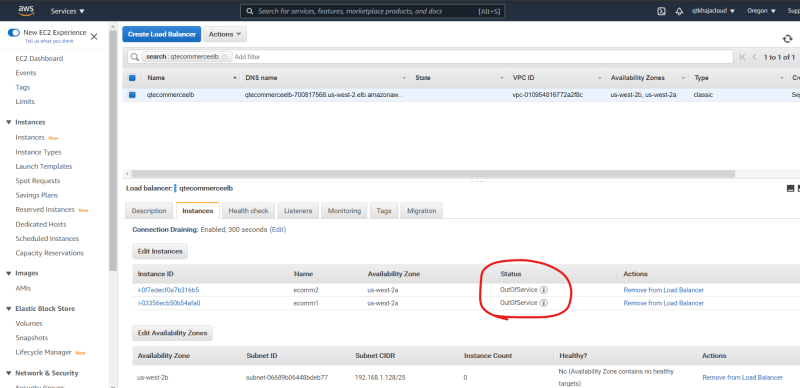 aws Services ▼ Search for services, features, marketplace products, and docs [Alt+S] qtkhajacloud ▼ Oregon ▼ Supp
New EC2 Experience
Tell us what you think
EC2 Dashboard
Events
Tags
Limits
Instances
Instances New
Instance Types
Launch Templates
Spot Requests
Savings Plans
Reserved Instances New
Dedicated Hosts
Scheduled Instances
Capacity Reservations
Images
AMIs
Elastic Block Store
Volumes
Snapshots
Lifecycle Manager New
Network & Security
Security Groups
Create Load Balancer Actions
search : qtecommerceelb Add filter 1 to 1 of 1
Name DNS name State VPC ID Availability Zones Type Cre
qtecommerceelb qtecommerceelb-700817568.us-west-2.elb.amazonaw... vpc-010954816772a2f8c us-west-2b, us-west-2a classic Sep
Load balancer: qtecommerceelb
Description Instances Health check Listeners Monitoring Tags Migration
Connection Draining: Enabled, 300 seconds (Edit)
Edit Instances
Instance ID Name Availability Zone Status Actions
i-0f7edecf0a7b316b5 ecomm2 us-west-2a OutOfService Remove from Load Balancer
i-03356ecb50b54afa0 ecomm1 us-west-2a OutOfService Remove from Load Balancer
Edit Availability Zones
Availability Zone Subnet ID Subnet CIDR Instance Count Healthy? Actions
us-west-2b subnet-06689b06448bdeb77 192.168.1.128/25 0 No (Availability Zone contains no healthy targets) Remove from Load Balancer